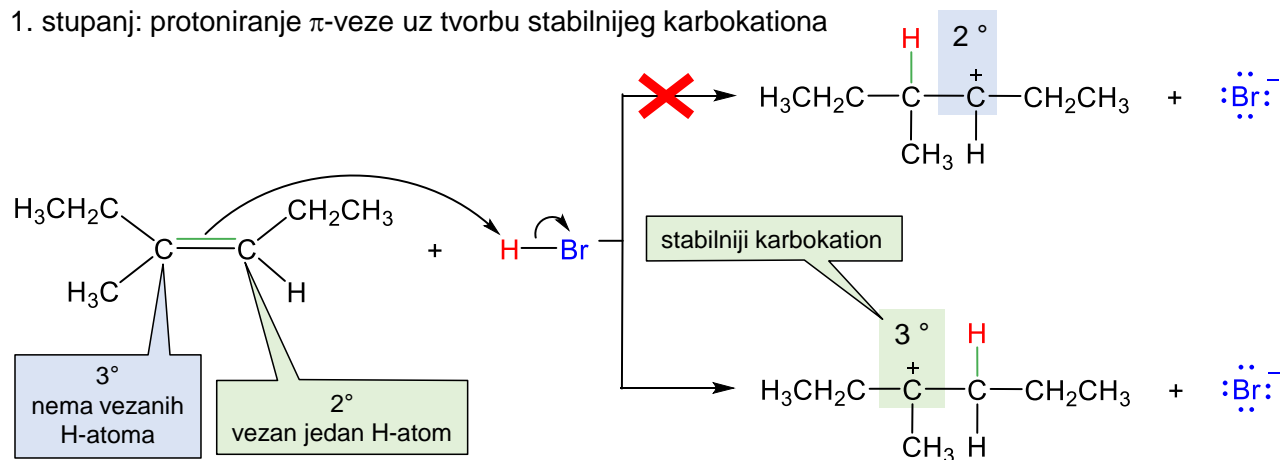 1. stupanj: protoniranje π-veze uz tvorbu stabilnijeg karbokationa
H 2 °
H₃CH₂C—C—C⁺—CH₂CH₃ + :Br:⁻
CH₃ H
H₃CH₂C CH₂CH₃
C=C + H—Br
H₃C H
stabilniji karbokation
3°
nema vezanih
H-atoma
2°
vezan jedan H-atom
3 ° H
H₃CH₂C—C⁺—C—CH₂CH₃ + :Br:⁻
CH₃ H